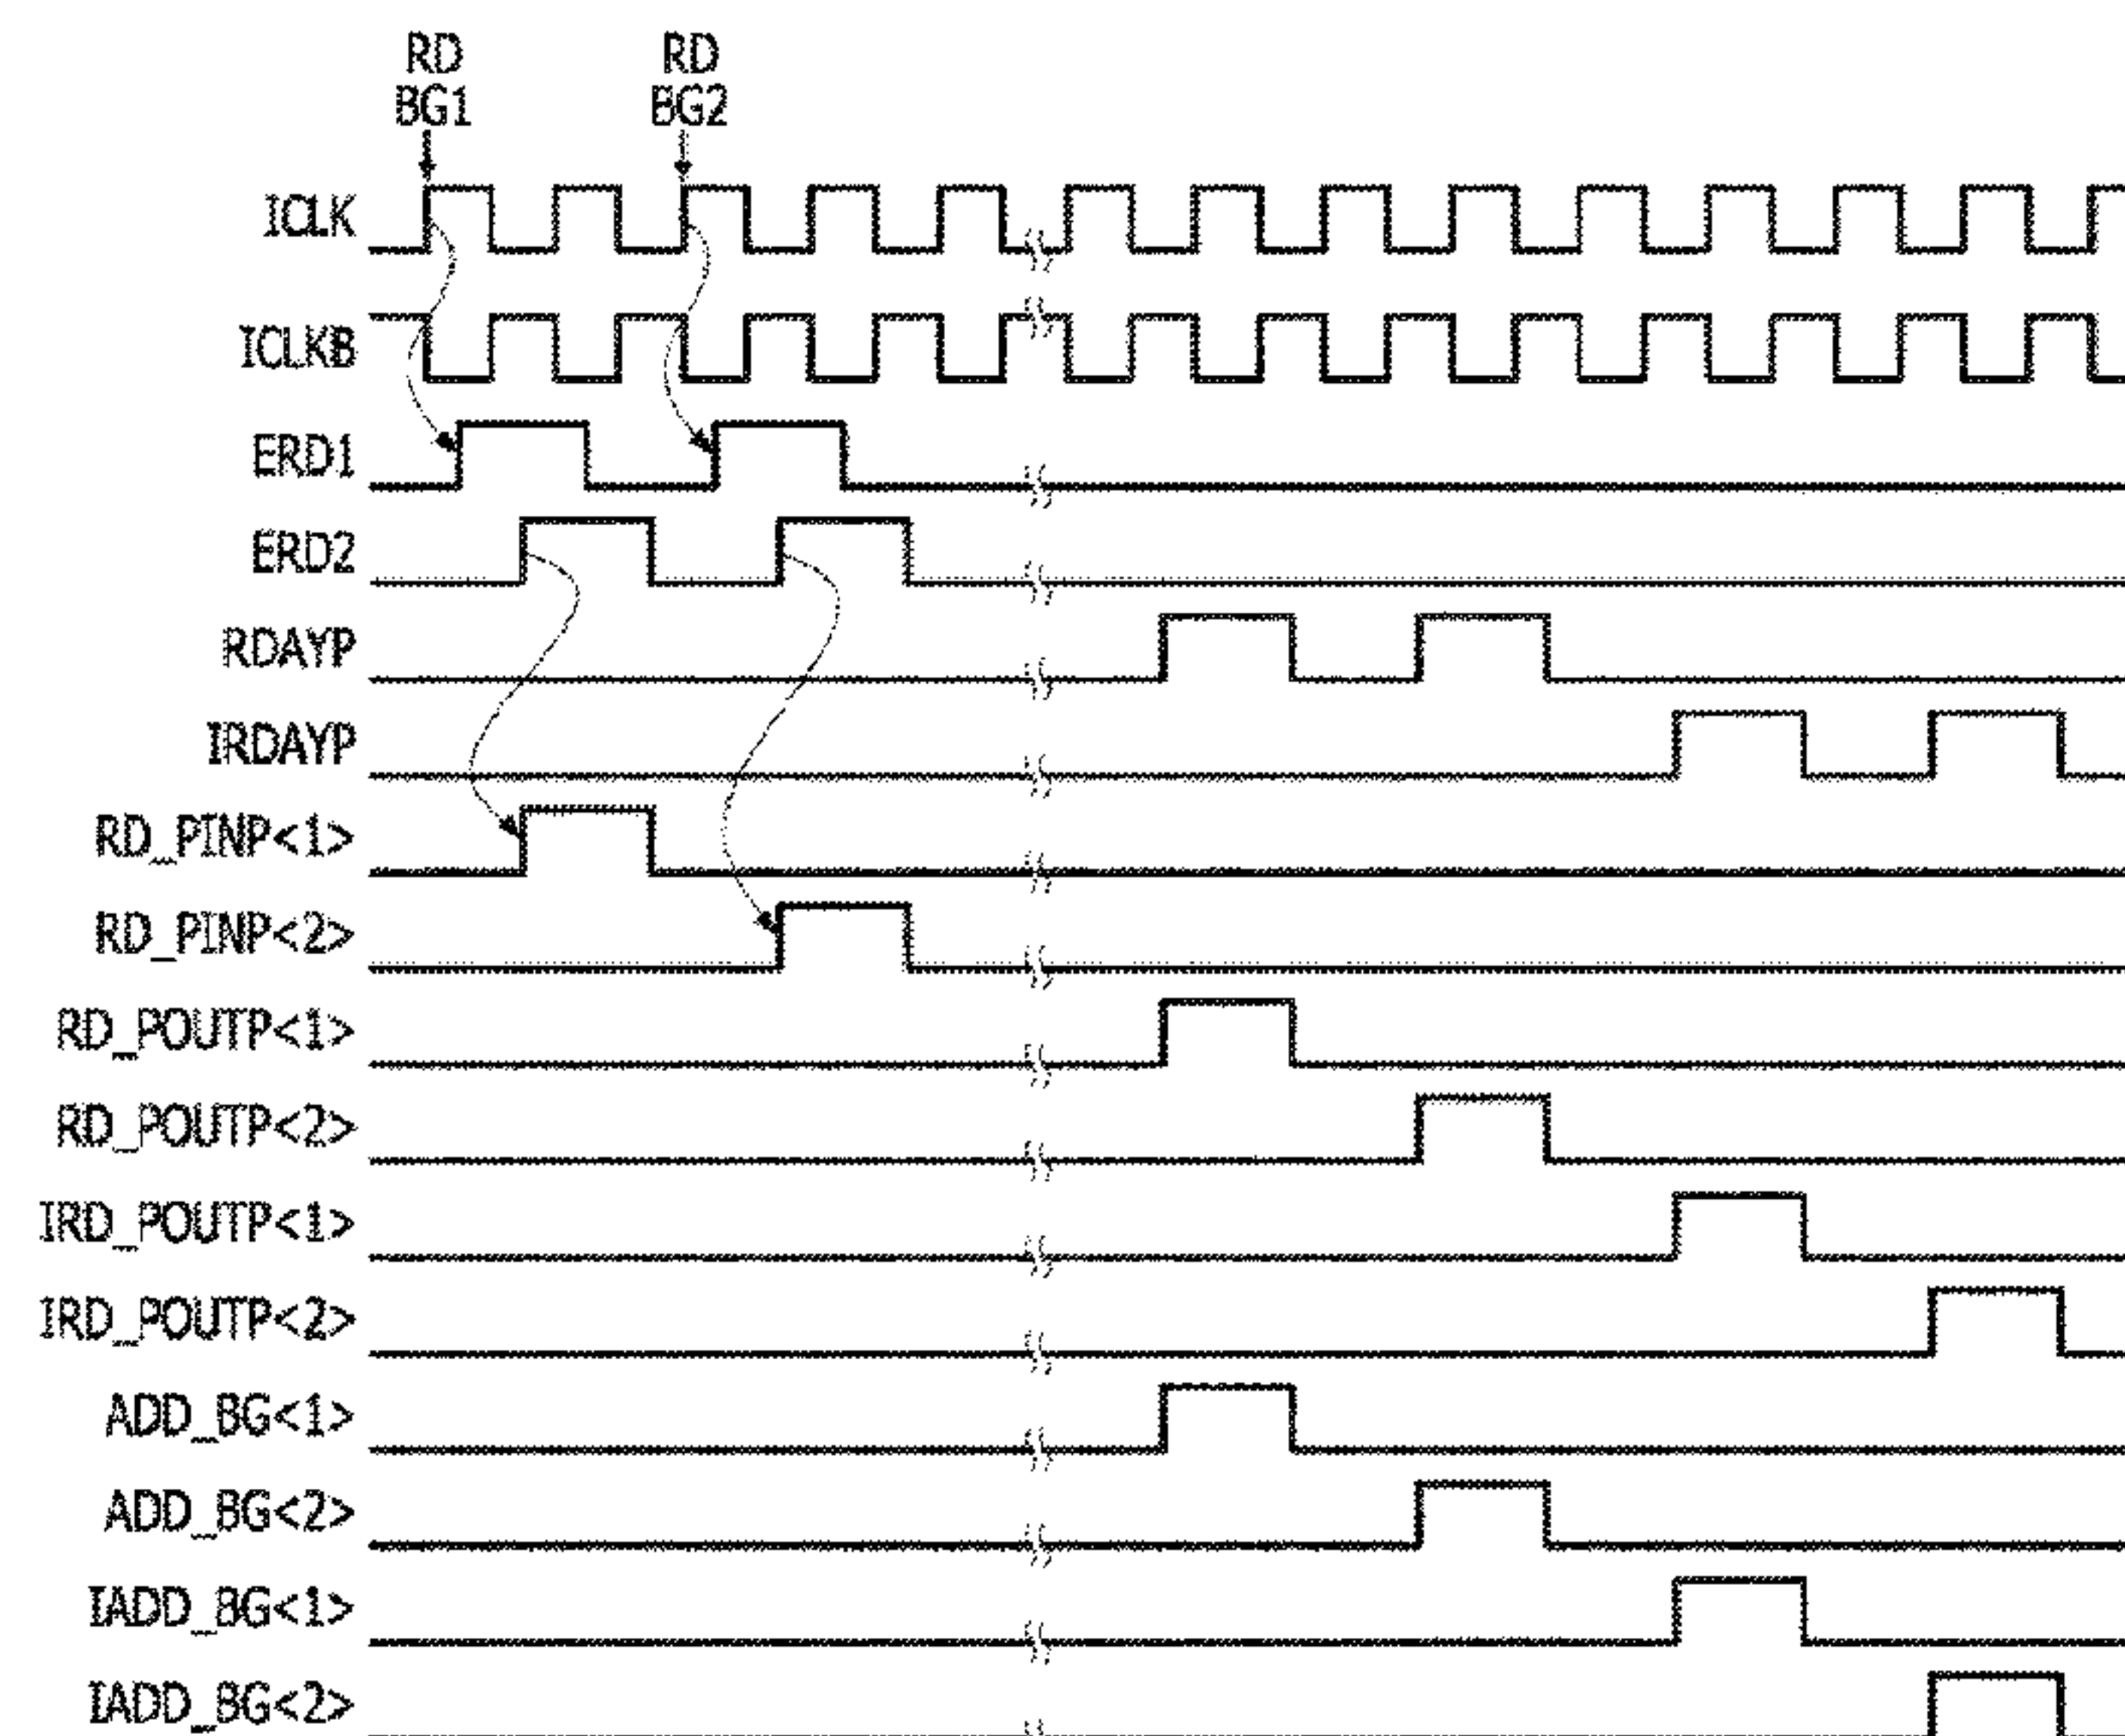 RD RD
BG1 BG2
ICLK
ICLKB
ERD1
ERD2
RDAYP
IRDAYP
RD_PINP<1>
RD_PINP<2>
RD_POUTP<1>
RD_POUTP<2>
IRD_POUTP<1>
IRD_POUTP<2>
ADD_BG<1>
ADD_BG<2>
IADD_BG<1>
IADD_BG<2>